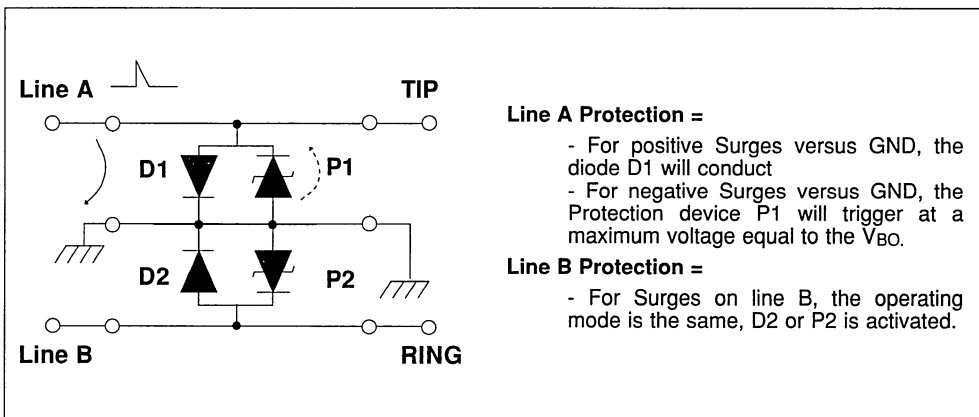 Line A
TIP
D1
P1
D2
P2
Line B
RING
Line A Protection =
- For positive Surges versus GND, the
diode D1 will conduct
- For negative Surges versus GND, the
Protection device P1 will trigger at a
maximum voltage equal to the VBO.
Line B Protection =
- For Surges on line B, the operating
mode is the same, D2 or P2 is activated.